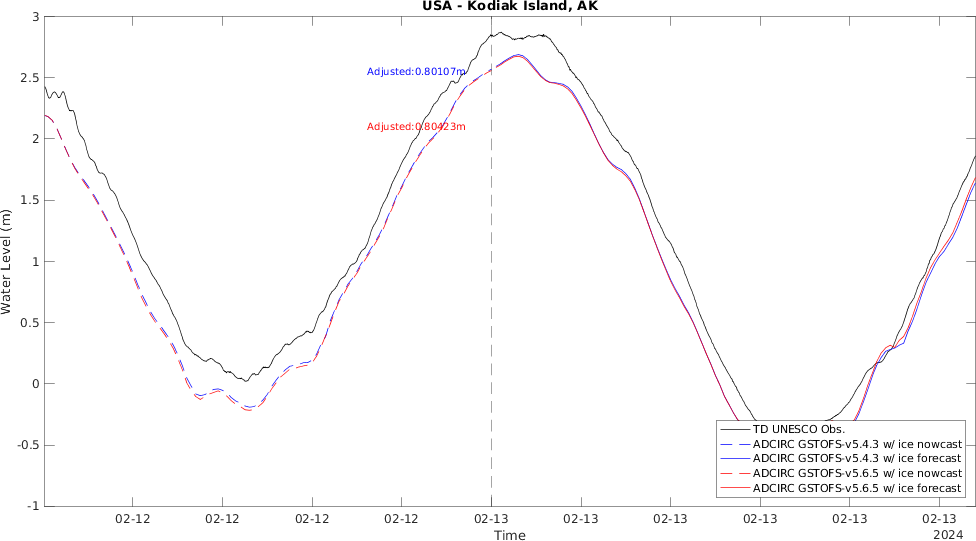 USA - Kodiak Island, AK
3
2.5
2
1.5
1
0.5
0
-0.5
-1
Water Level (m)
Adjusted:0.80107m
Adjusted:0.80423m
TD UNESCO Obs.
ADCIRC GSTOFS-v5.4.3 w/ ice nowcast
ADCIRC GSTOFS-v5.4.3 w/ ice forecast
ADCIRC GSTOFS-v5.6.5 w/ ice nowcast
ADCIRC GSTOFS-v5.6.5 w/ ice forecast
02-12 02-12 02-12 02-12 02-13 02-13 02-13 02-13 02-13 02-13
Time
2024